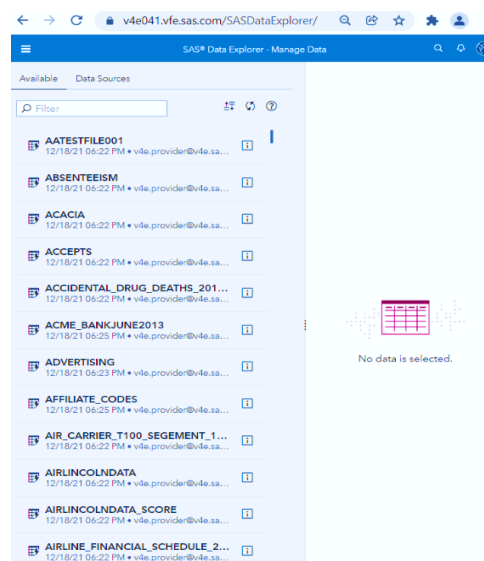 v4e041.vfe.sas.com/SASDataExplorer/
SAS® Data Explorer - Manage Data
Available Data Sources
Filter
AATESTFILE001
12/18/21 06:22 PM • v4e.provider@v4e.sa...
ABSENTEEISM
12/18/21 06:22 PM • v4e.provider@v4e.sa...
ACACIA
12/18/21 06:22 PM • v4e.provider@v4e.sa...
ACCEPTS
12/18/21 06:22 PM • v4e.provider@v4e.sa...
ACCIDENTAL_DRUG_DEATHS_201...
12/18/21 06:22 PM • v4e.provider@v4e.sa...
ACME_BANKJUNE2013
12/18/21 06:25 PM • v4e.provider@v4e.sa...
ADVERTISING
12/18/21 06:23 PM • v4e.provider@v4e.sa...
AFFILIATE_CODES
12/18/21 06:25 PM • v4e.provider@v4e.sa...
AIR_CARRIER_T100_SEGEMENT_1...
12/18/21 06:22 PM • v4e.provider@v4e.sa...
AIRLINCOLNDATA
12/18/21 06:22 PM • v4e.provider@v4e.sa...
AIRLINCOLNDATA_SCORE
12/18/21 06:22 PM • v4e.provider@v4e.sa...
AIRLINE_FINANCIAL_SCHEDULE_2...
12/18/21 06:22 PM • v4e.provider@v4e.sa...
No data is selected.